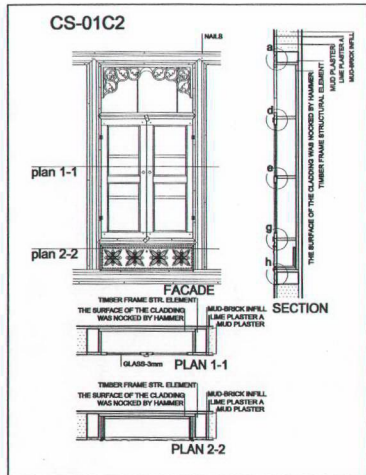 CS-01C2
NAILS
a
d
e
g
h
MUD-BRICK INFILL
LIME PLASTER A
MUD PLASTER
TIMBER FRAME STRUCTURAL ELEMENT
THE SURFACE OF THE CLADDING WAS NOCKED BY HAMMER
plan 1-1
plan 2-2
FACADE
SECTION
TIMBER FRAME STR. ELEMENT
THE SURFACE OF THE CLADDING
WAS NOCKED BY HAMMER
MUD-BRICK INFILL
LIME PLASTER A
MUD PLASTER
GLASS-3mm
PLAN 1-1
TIMBER FRAME STR. ELEMENT
THE SURFACE OF THE CLADDING
WAS NOCKED BY HAMMER
MUD-BRICK INFILL
LIME PLASTER A
MUD PLASTER
PLAN 2-2